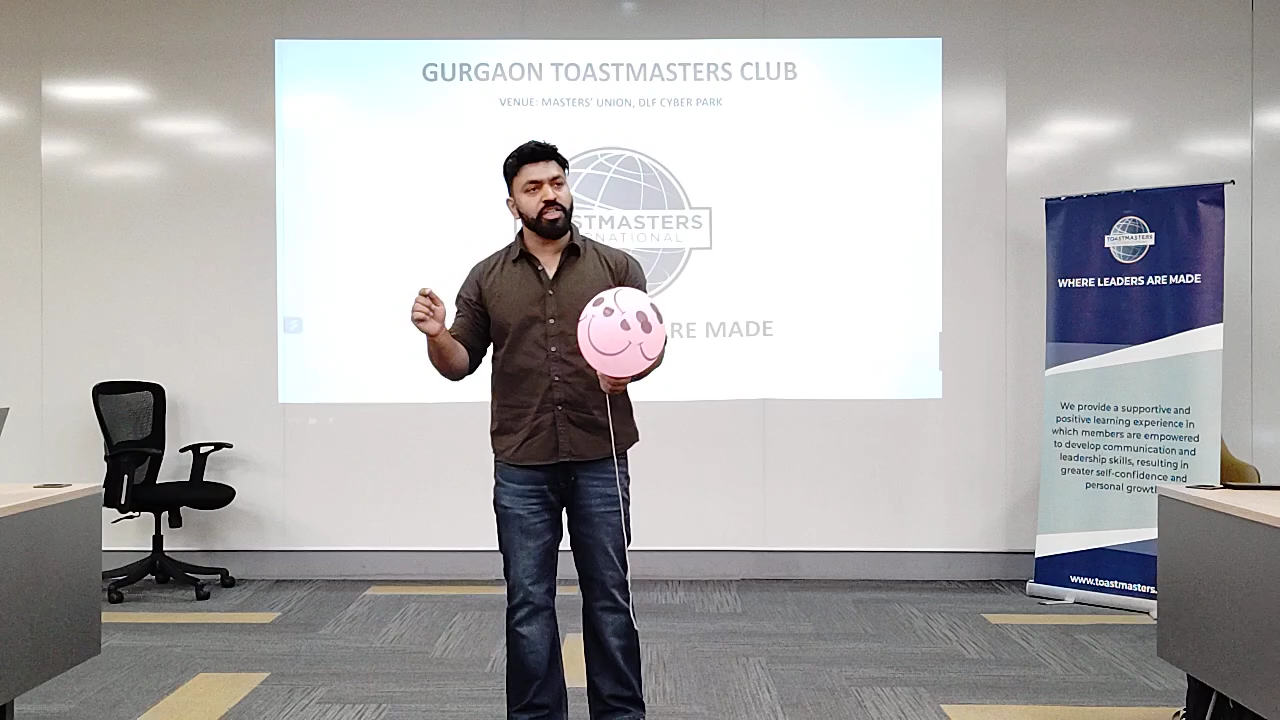 GURGAON TOASTMASTERS CLUB
VENUE: MASTERS' UNION, DLF CYBER PARK
STMASTERS
NATIONAL
RE MADE
TOASTMASTERS
WHERE LEADERS ARE MADE
We provide a supportive and
positive learning experience in
which members are empowered
to develop communication and
leadership skills, resulting in
greater self-confidence and
personal growth
www.toastmasters.